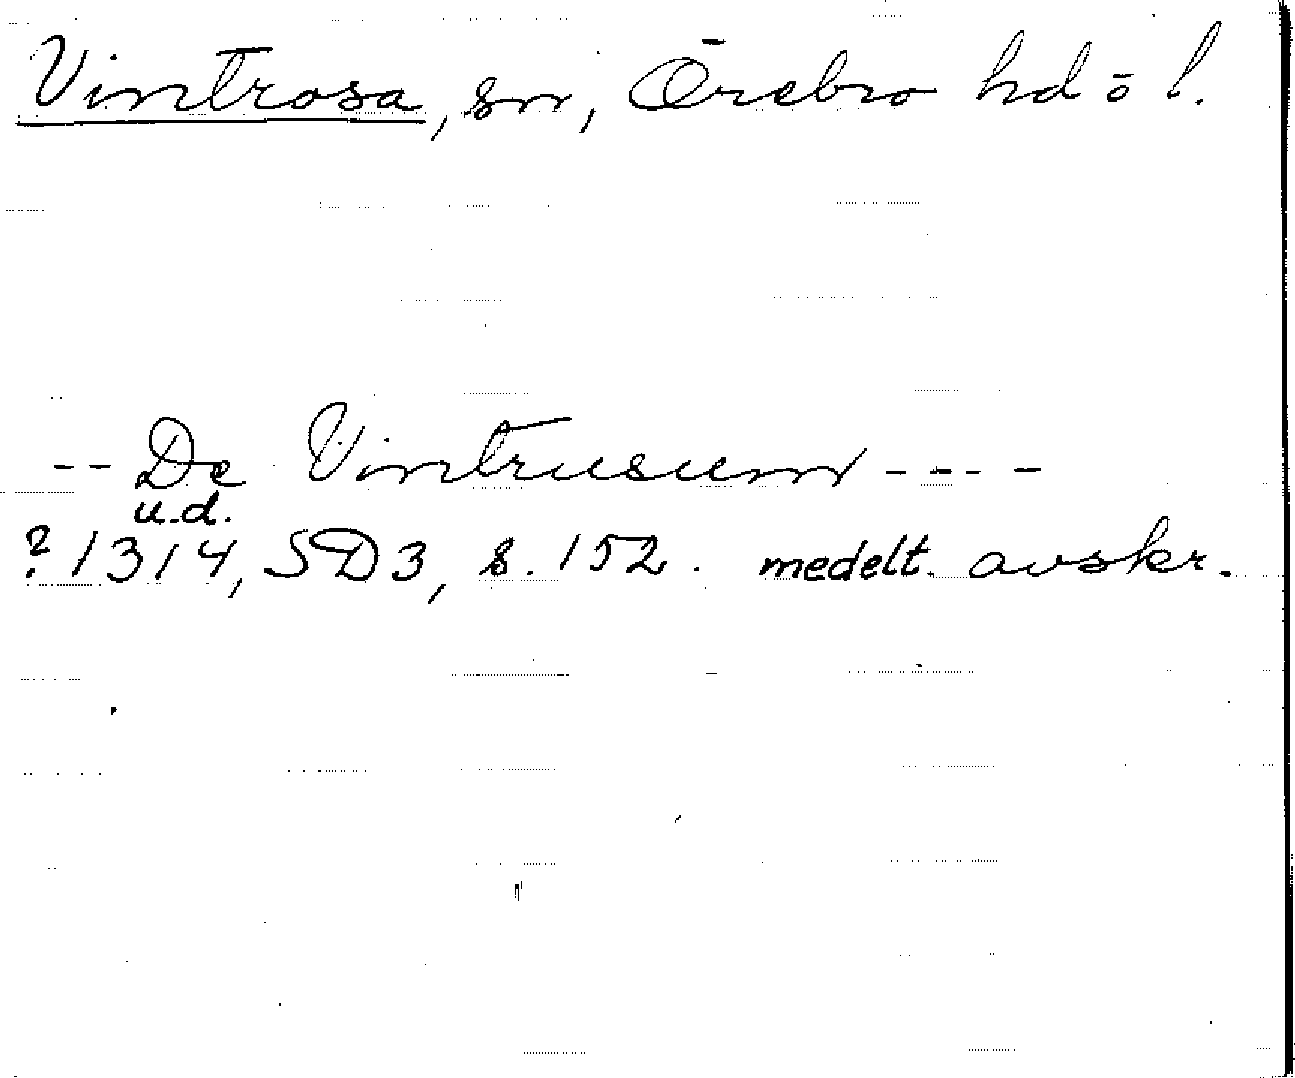 Vintrosa, sn, Örebro hd o l.
-- De Vintrusum ----
u.d.
? 1314, SD3, s. 152. medelt. avskr.